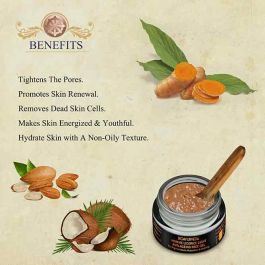 BENEFITS
Tightens The Pores.
Promotes Skin Renewal.
Removes Dead Skin Cells.
Makes Skin Energized & Youthful.
Hydrate Skin with A Non-Oily Texture.